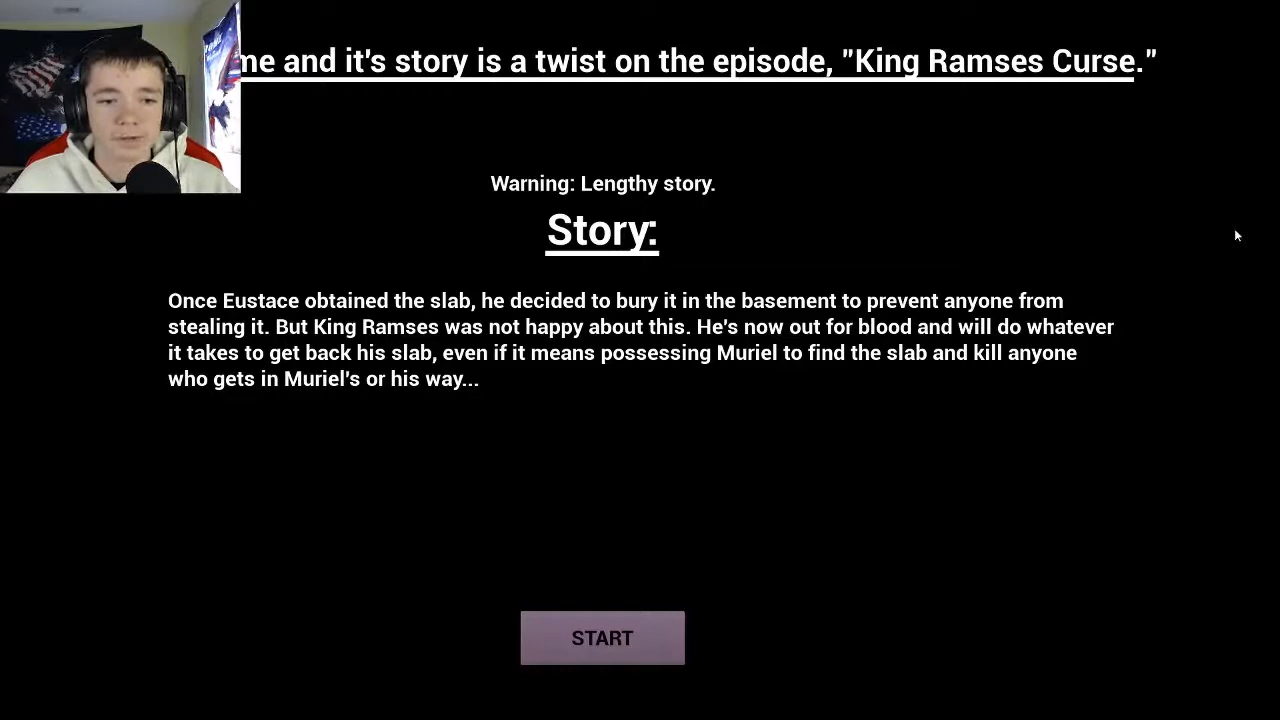 me and it's story is a twist on the episode, "King Ramses Curse."
Warning: Lengthy story.
Story:
Once Eustace obtained the slab, he decided to bury it in the basement to prevent anyone from
stealing it. But King Ramses was not happy about this. He's now out for blood and will do whatever
it takes to get back his slab, even if it means possessing Muriel to find the slab and kill anyone
who gets in Muriel's or his way...
START